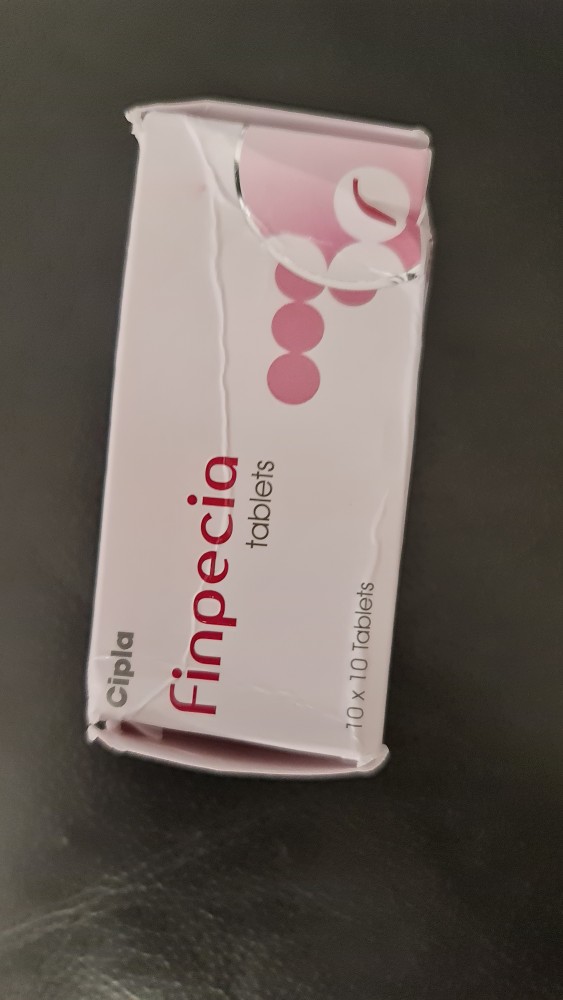 Cipla
Finpecia
tablets
10 x 10 Tablets